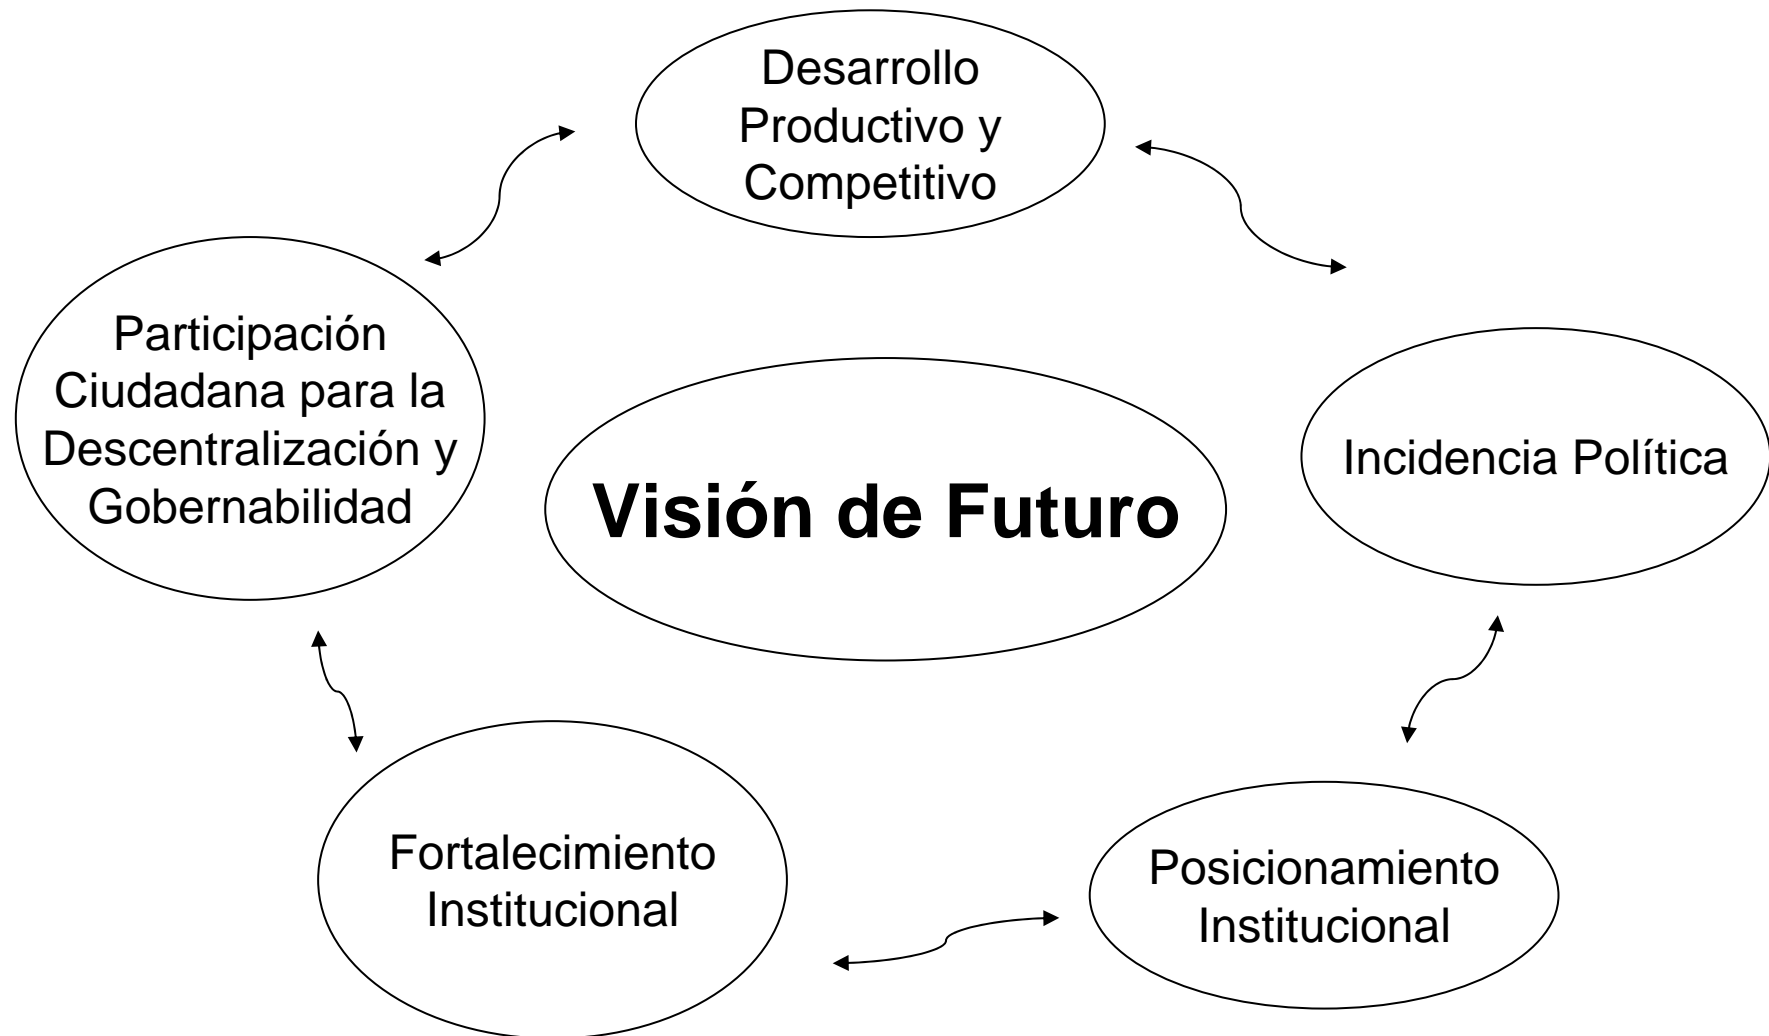 Desarrollo
Productivo y
Competitivo
Participación
Ciudadana para la
Descentralización y
Gobernabilidad
Incidencia Política
Visión de Futuro
Fortalecimiento
Institucional
Posicionamiento
Institucional